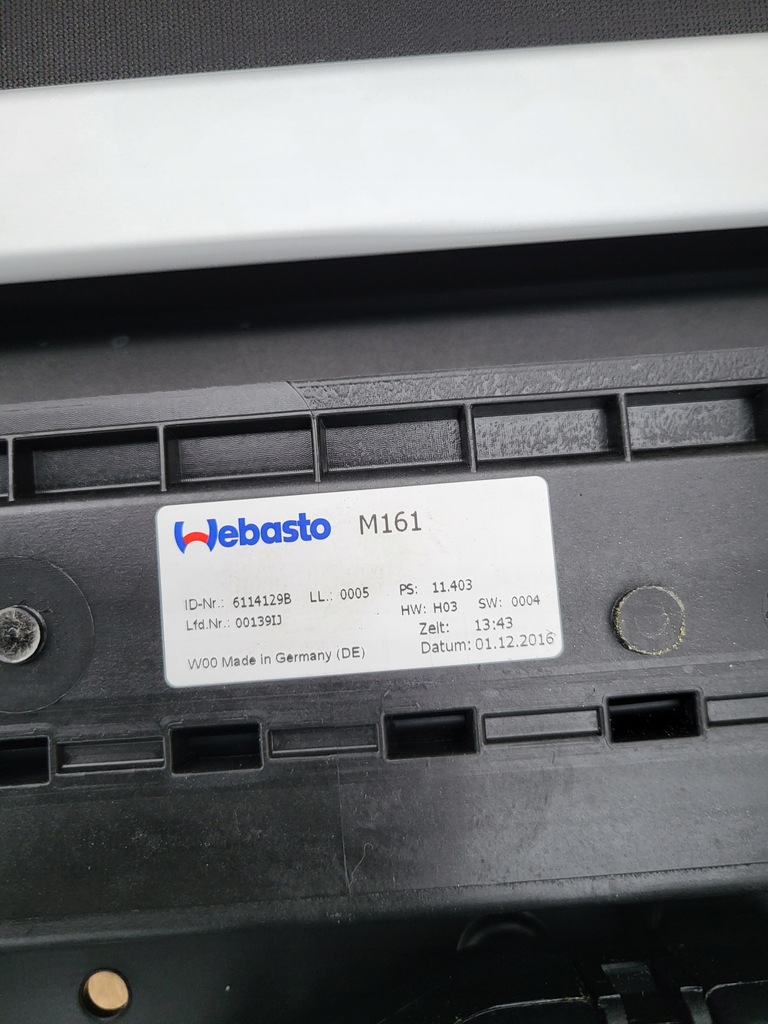 Webasto M161
ID-Nr.: 6114129B LL.: 0005 PS: 11.403
Lfd.Nr.: 00139IJ HW: H03 SW: 0004
Zeit: 13:43
W00 Made in Germany (DE) Datum: 01.12.2016